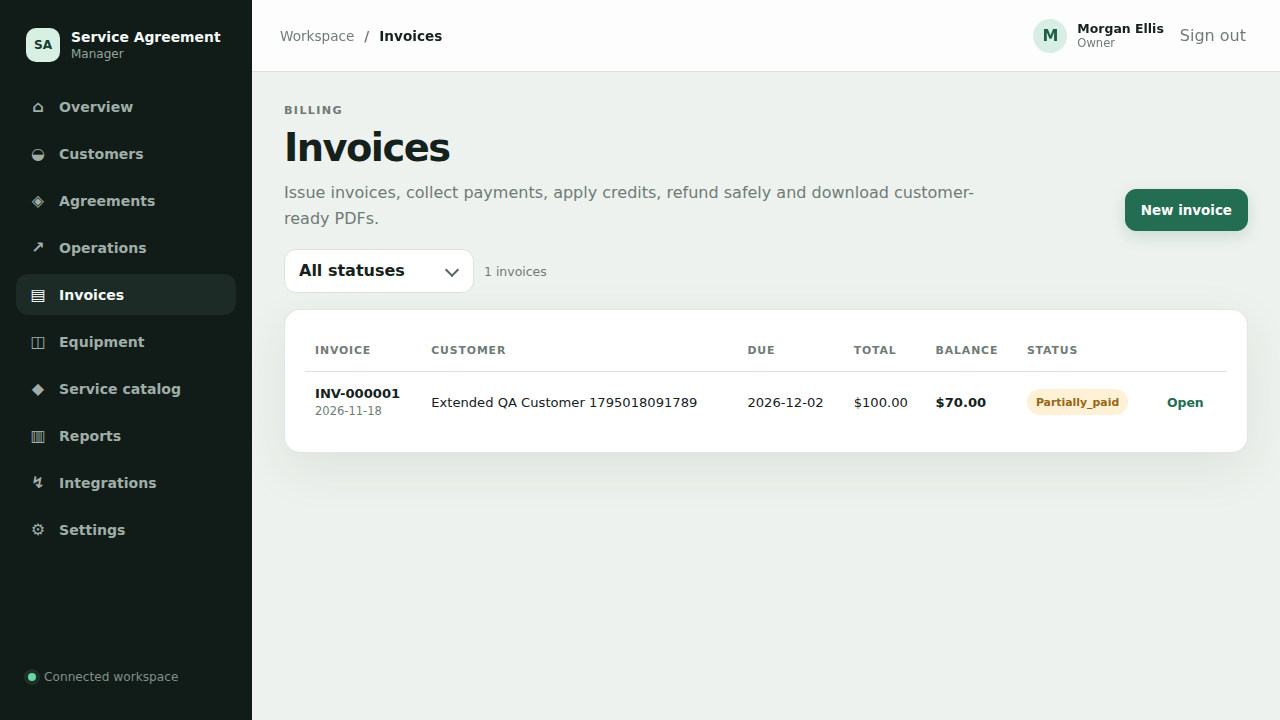 SA
Service Agreement
Manager
Overview
Customers
Agreements
Operations
Invoices
Equipment
Service catalog
Reports
Integrations
Settings
Connected workspace
Workspace / Invoices
M
Morgan Ellis
Owner
Sign out
BILLING
Invoices
Issue invoices, collect payments, apply credits, refund safely and download customer-
ready PDFs.
New invoice
All statuses
1 invoices
INVOICE CUSTOMER DUE TOTAL BALANCE STATUS
INV-000001
2026-11-18
Extended QA Customer 1795018091789 2026-12-02 $100.00 $70.00 Partially_paid Open